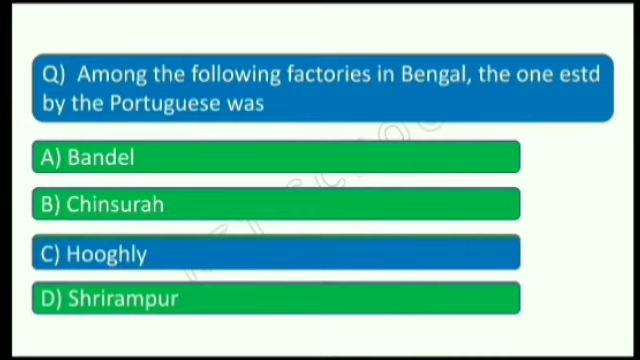 Q) Among the following factories in Bengal, the one estd
by the Portuguese was
A) Bandel
B) Chinsurah
C) Hooghly
D) Shrirampur